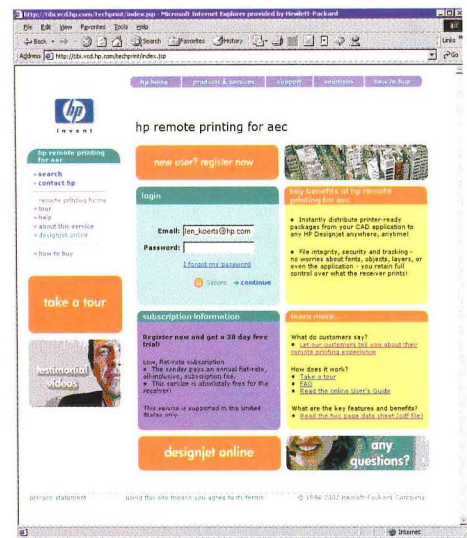 http://tibi.vcd.hp.com/techprint/index.jsp - Microsoft Internet Explorer provided by Hewlett-Packard
File Edit View Favorites Tools Help
Back Search Favorites History
Links
Address http://tibi.vcd.hp.com/techprint/index.jsp Go
hp home products & services support solutions how to buy
hp
invent
hp remote printing for aec
hp remote printing
for aec
» search
» contact hp
remote printing home
» tour
» help
» about this service
» designjet online
» how to buy
take a tour
testimonial
videos
new user? register now
login
Email: len_koerts@hp.com
Password:
I forgot my password
Secure » continue
key benefits of hp remote
printing for aec
• Instantly distribute printer-ready
packages from your CAD application to
any HP Designjet anywhere, anytime!
• File integrity, security and tracking -
no worries about fonts, objects, layers, or
even the application - you retain full
control over what the receiver prints!
subscription information
Register now and get a 30 day free
trial!
Low, flat-rate subscription
• The sender pays an annual flat-rate,
all-inclusive, subscription fee.
• This service is absolutely free for the
receiver!
This service is supported in the United
States only.
learn more...
What do customers say?
• Let our customers tell you about their
remote printing experience
How does it work?
• Take a tour
• FAQ
• Read the online User's Guide
What are the key features and benefits?
• Read the two page data sheet (pdf file)
designjet online
any
questions?
privacy statement using this site means you agree to its terms © 1994-2002 Hewlett-Packard Company
Internet